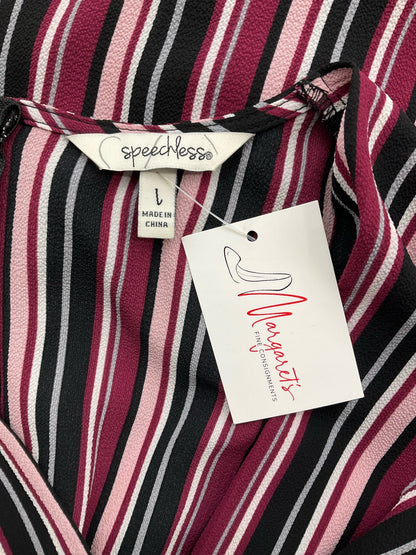 speechless®
L
MADE IN
CHINA
Margaret's
FINE CONSIGNMENTS